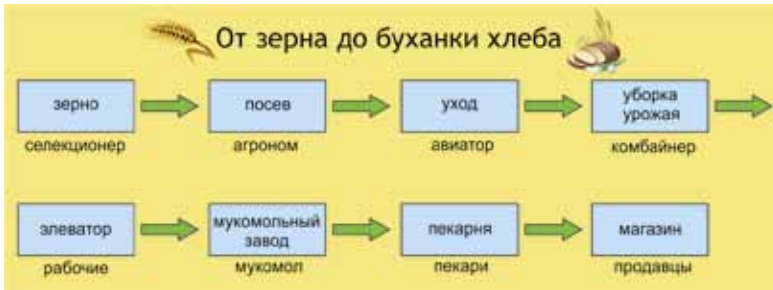 От зерна до буханки хлеба
зерно
селекционер
посев
агроном
уход
авиатор
уборка
урожая
комбайнер
элеватор
рабочие
мукомольный
завод
мукомол
пекарня
пекари
магазин
продавцы